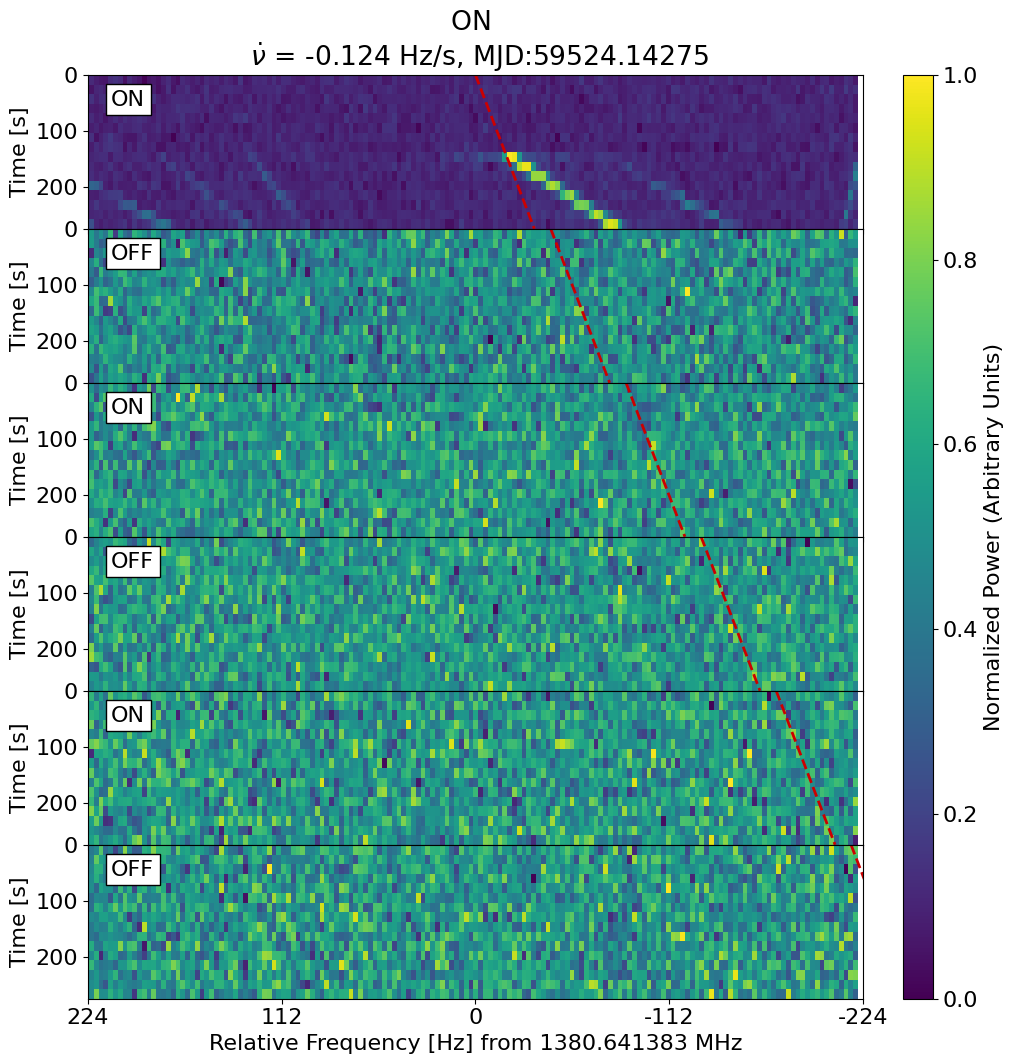 ON
ν̇ = -0.124 Hz/s, MJD:59524.14275
0
ON
100
Time [s]
200
0
OFF
100
Time [s]
200
0
ON
100
Time [s]
200
0
OFF
100
Time [s]
200
0
ON
100
Time [s]
200
0
OFF
100
Time [s]
200
224 112 0 -112 -224
Relative Frequency [Hz] from 1380.641383 MHz
1.0
0.8
0.6
0.4
0.2
0.0
Normalized Power (Arbitrary Units)